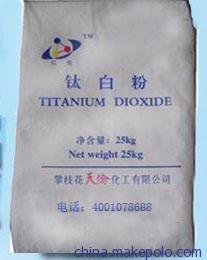 TM
钛白粉
TITANIUM DIOXIDE
净含量：25kg
Net weight 25kg
攀枝花天伦化工有限公司
电话：4001078688
china.makepolo.com